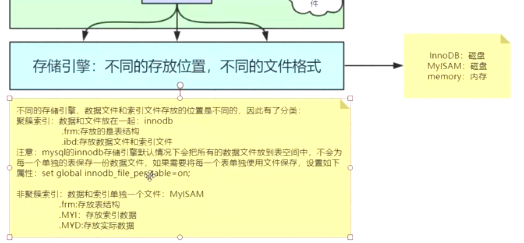 件
存储引擎：不同的存放位置，不同的文件格式
InnoDB：磁盘
MyISAM：磁盘
memory：内存
不同的存储引擎，数据文件和索引文件存放的位置是不同的，因此有了分类：
聚簇索引：数据和文件放在一起：innodb
.frm:存放的是表结构
.ibd:存放数据文件和索引文件
注意：mysql的innodb存储引擎默认情况下会把所有的数据文件放到表空间中，不会为
每一个单独的表保存一份数据文件，如果需要将每一个表单独使用文件保存，设置如下
属性：set global innodb_file_per_table=on;
非聚簇索引：数据和索引单独一个文件：MyISAM
.frm:存放表结构
.MYI：存放索引数据
.MYD:存放实际数据